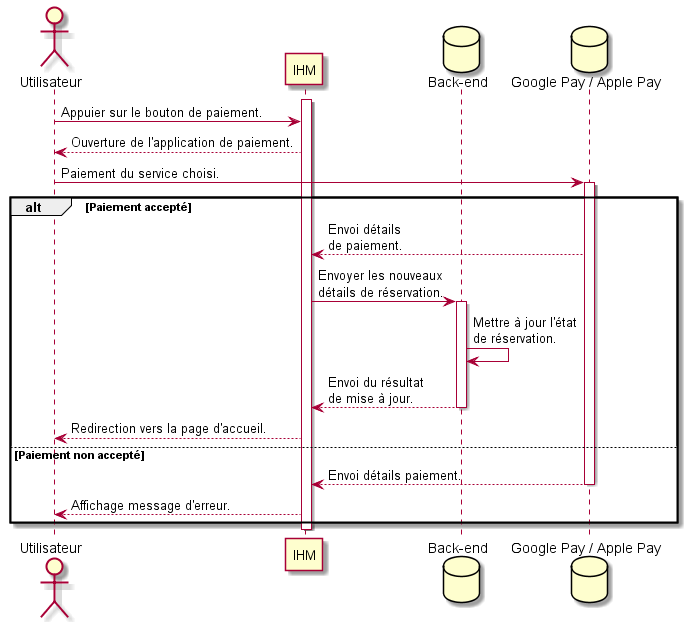 Utilisateur
IHM
Back-end
Google Pay / Apple Pay
Appuier sur le bouton de paiement.
Ouverture de l'application de paiement.
Paiement du service choisi.
alt
[Paiement accepté]
Envoi détails
de paiement.
Envoyer les nouveaux
détails de réservation.
Mettre à jour l'état
de réservation.
Envoi du résultat
de mise à jour.
Redirection vers la page d'accueil.
[Paiement non accepté]
Envoi détails paiement.
Affichage message d'erreur.
Utilisateur
IHM
Back-end
Google Pay / Apple Pay